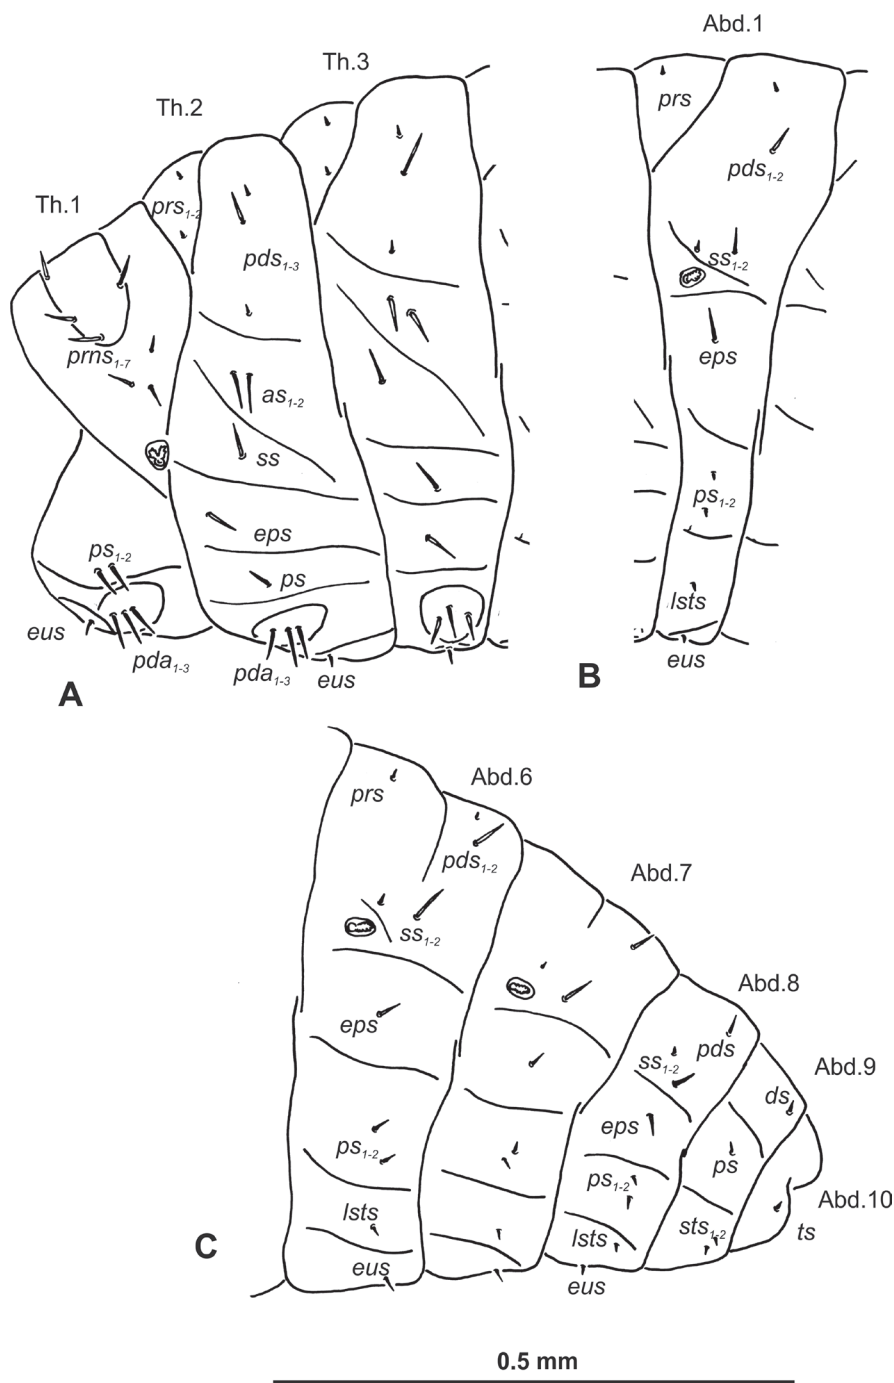 Abd.1
Th.3
Th.2
Th.1
prs1-2
pds1-3
prns1-7
as1-2
ss
eps
ps1-2
ps
eus
pda1-3
pda1-3
eus
A
prs
pds1-2
ss1-2
eps
ps1-2
lsts
eus
B
Abd.6
prs
pds1-2
Abd.7
ss1-2
Abd.8
eps
pds
ss1-2
Abd.9
ds
eps
ps1-2
ps
ps1-2
Abd.10
lsts
sts1-2
ts
lsts
C
eus
eus
0.5 mm